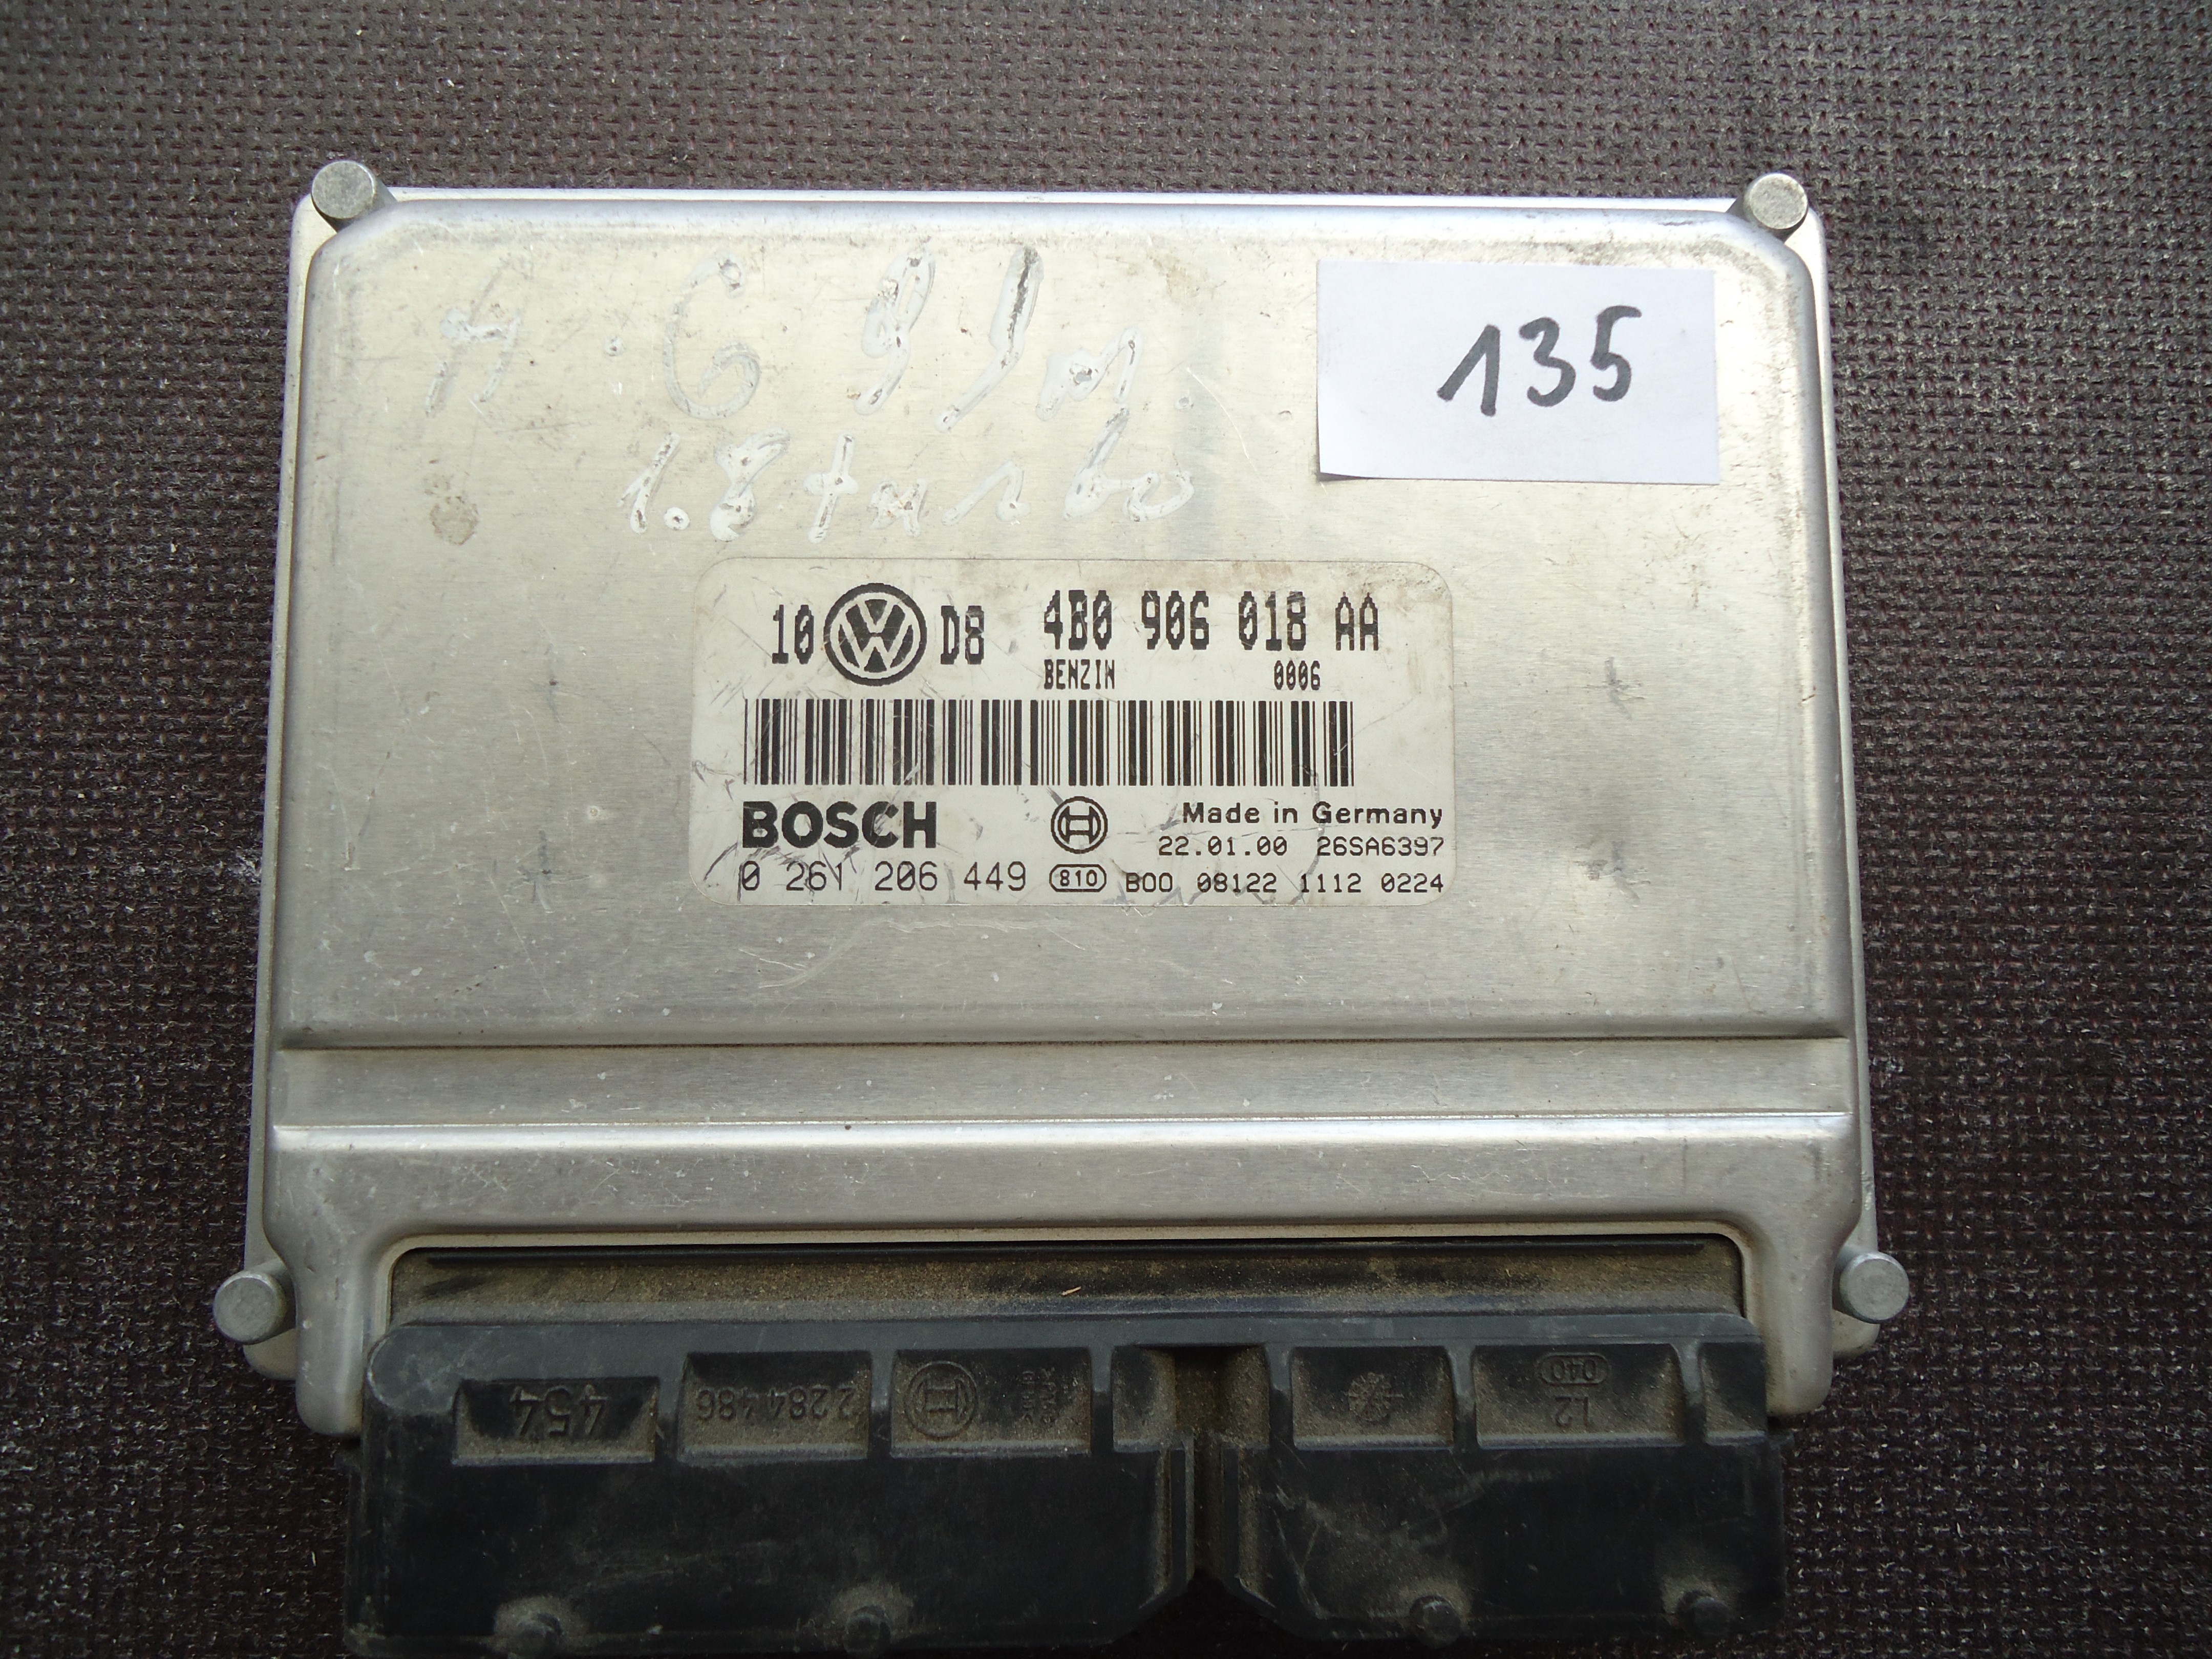 135
1.8 turbo
10 D8 4B0 906 018 AA
BENZIN 0006
BOSCH Made in Germany
22.01.00 26SA6397
0 261 206 449 810 B00 08122 1112 0224
454 2284486 040
12